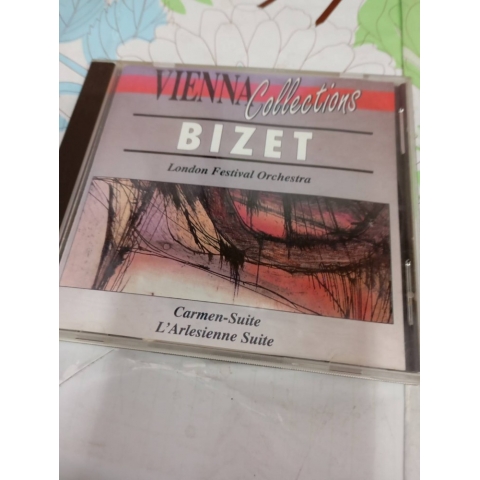 VIENNA Collections
BIZET
London Festival Orchestra
Carmen-Suite
L'Arlesienne Suite